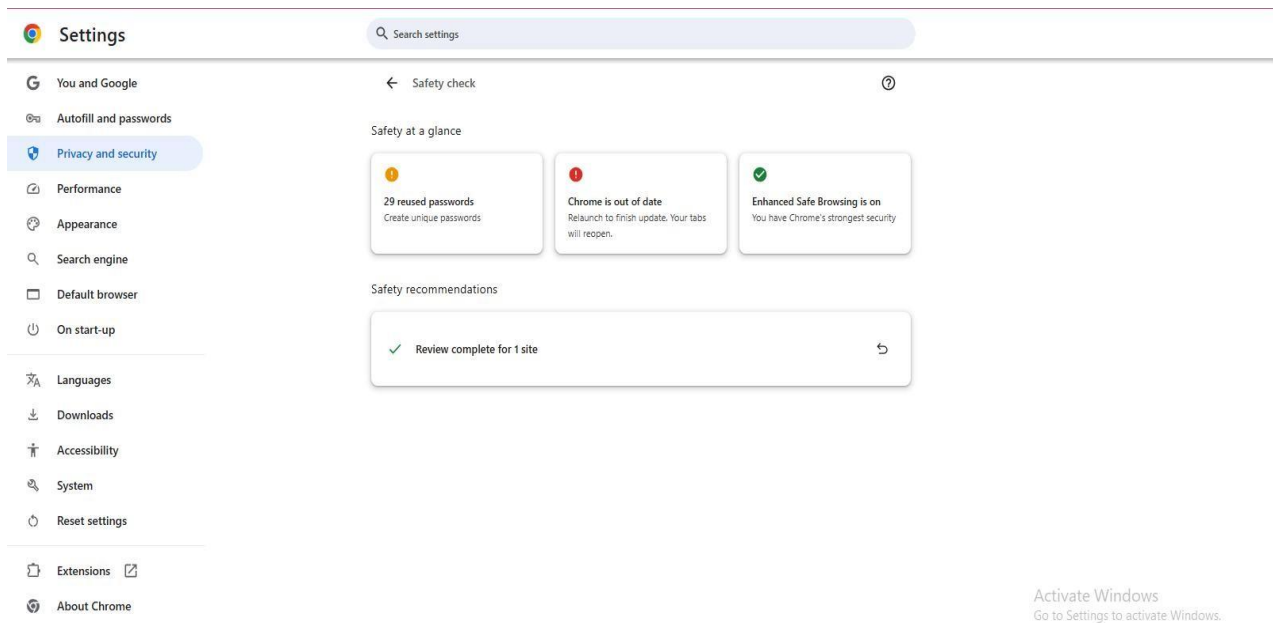 Settings
Search settings
You and Google
Autofill and passwords
Privacy and security
Performance
Appearance
Search engine
Default browser
On start-up
Languages
Downloads
Accessibility
System
Reset settings
Extensions
About Chrome
Safety check
Safety at a glance
29 reused passwords
Create unique passwords
Chrome is out of date
Relaunch to finish update. Your tabs
will reopen.
Enhanced Safe Browsing is on
You have Chrome's strongest security
Safety recommendations
Review complete for 1 site
Activate Windows
Go to Settings to activate Windows.